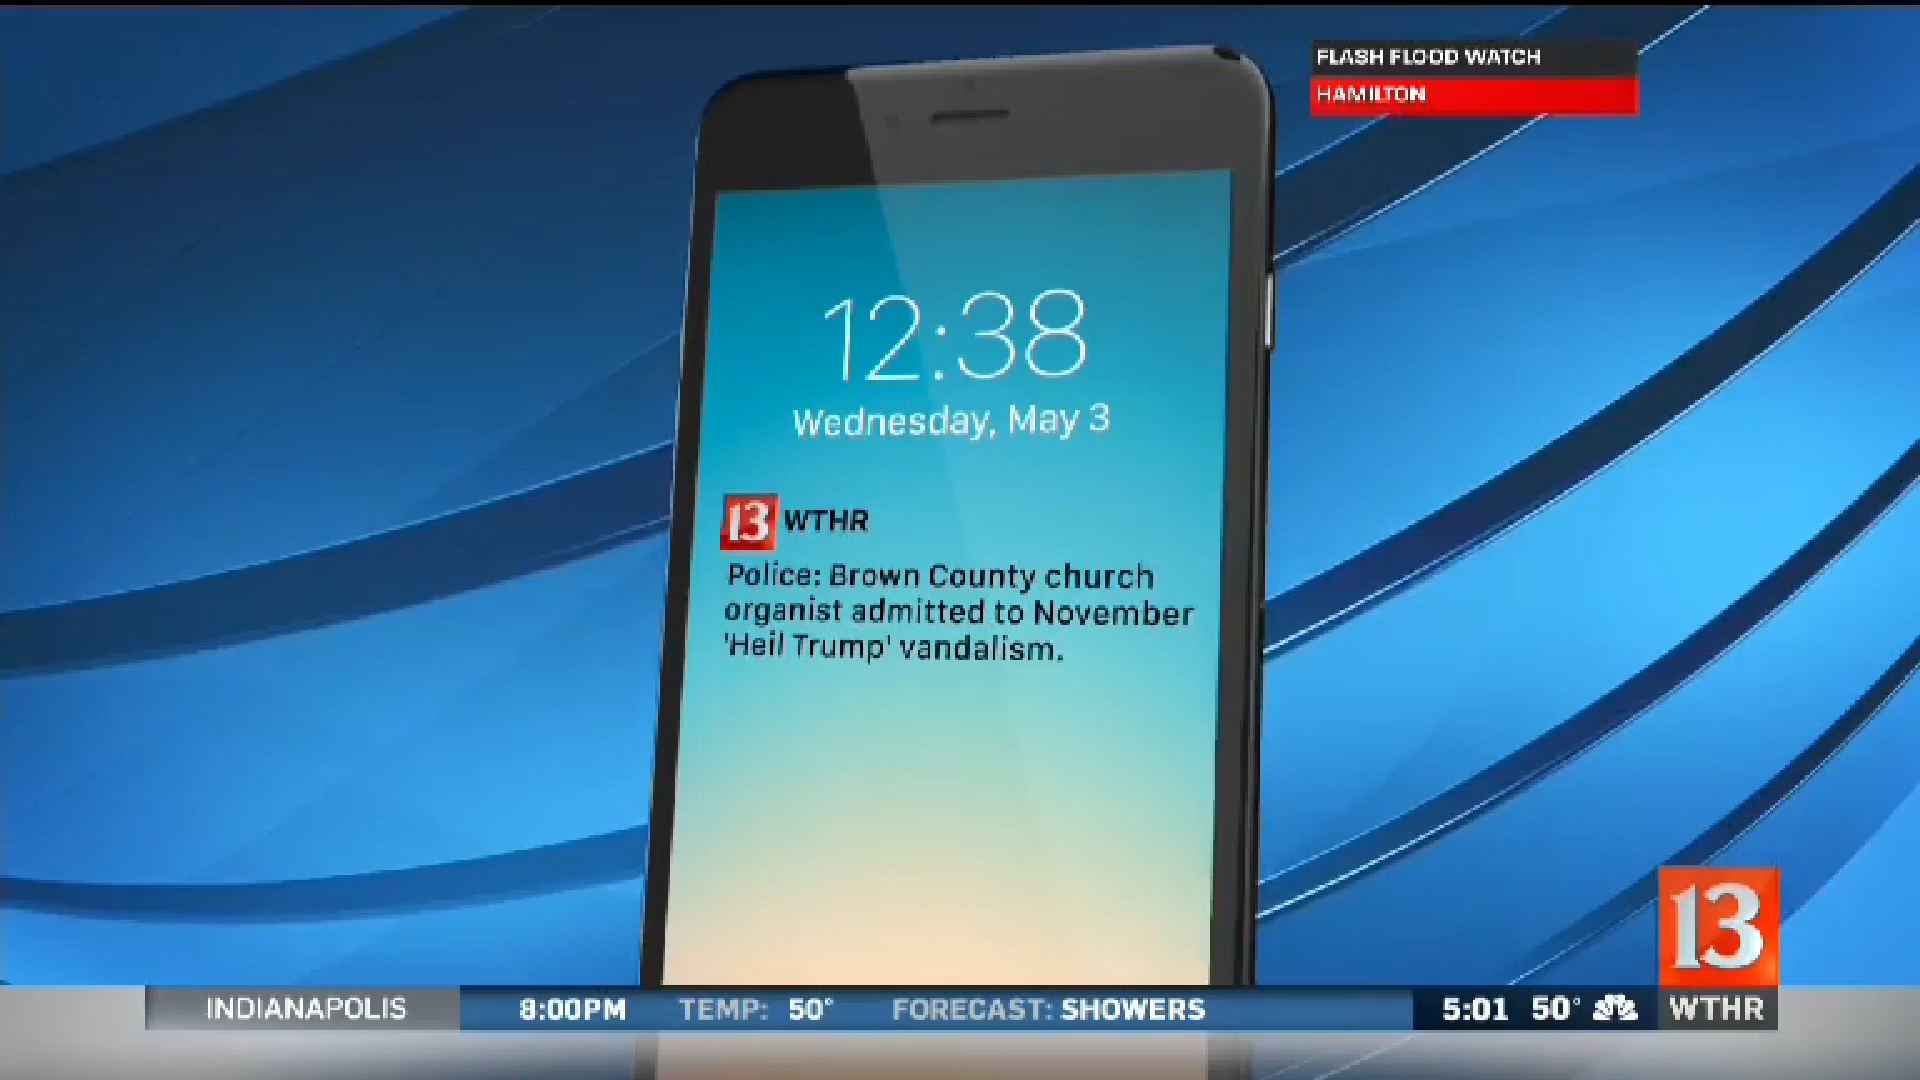 FLASH FLOOD WATCH
HAMILTON
12:38
Wednesday, May 3
13 WTHR
Police: Brown County church
organist admitted to November
'Heil Trump' vandalism.
13
INDIANAPOLIS 8:00PM TEMP: 50° FORECAST: SHOWERS 5:01 50° WTHR